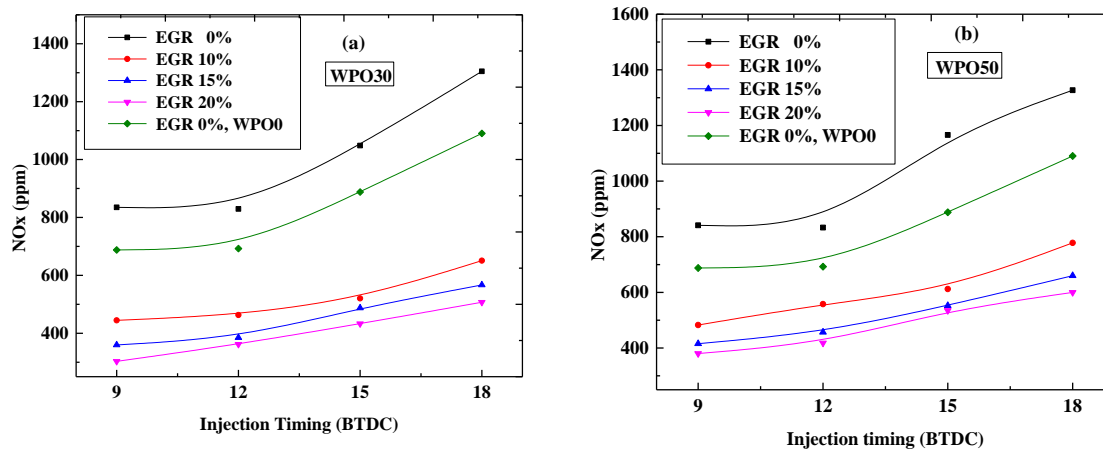 EGR 0%
EGR 10%
EGR 15%
EGR 20%
EGR 0%, WPO0
(a)
WPO30
1400
1200
1000
800
600
400
NOx (ppm)
9 12 15 18
Injection Timing (BTDC)
EGR 0%
EGR 10%
EGR 15%
EGR 20%
EGR 0%, WPO0
(b)
WPO50
1600
1400
1200
1000
800
600
400
NOx (ppm)
9 12 15 18
Injection timing (BTDC)